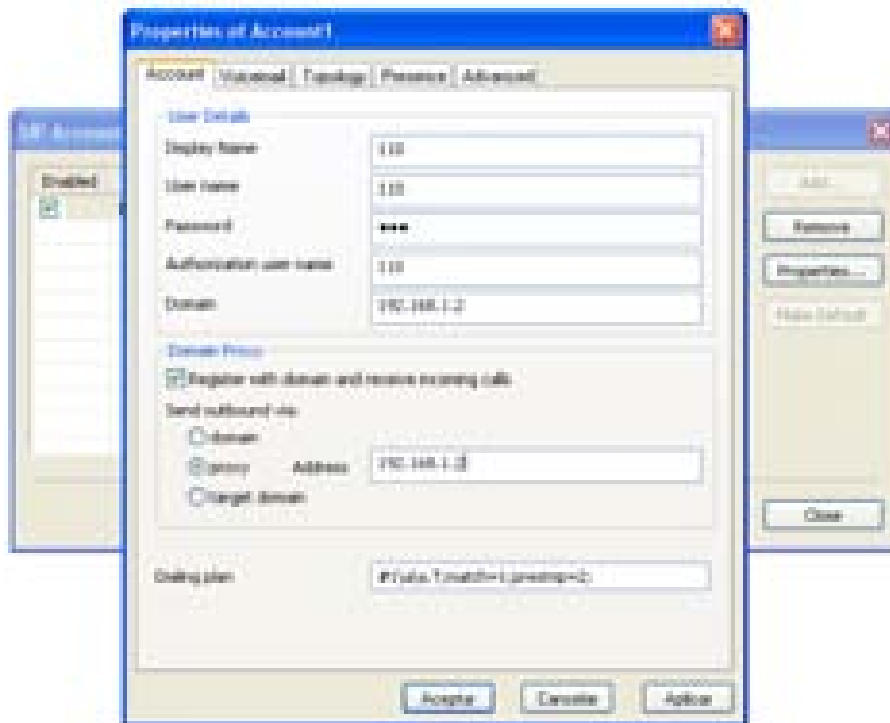 Properties of Account1
Account Voicemail Topology Presence Advanced
User Details
Display Name 110
User name 110
Password ●●●
Authorization user name 110
Domain 192.168.1.2
Domain Proxy
Register with domain and receive incoming calls
Send outbound via:
domain
proxy Address 192.168.1.2
target domain
Dialing plan
Aceptar Cancelar Aplicar
SIP Accoun
Enabled
Add...
Remove
Properties...
Make Default
Close